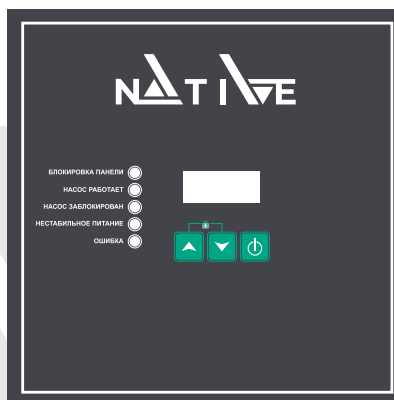 NATIVE
БЛОКИРОВКА ПАНЕЛИ
НАСОС РАБОТАЕТ
НАСОС ЗАБЛОКИРОВАН
НЕСТАБИЛЬНОЕ ПИТАНИЕ
ОШИБКА